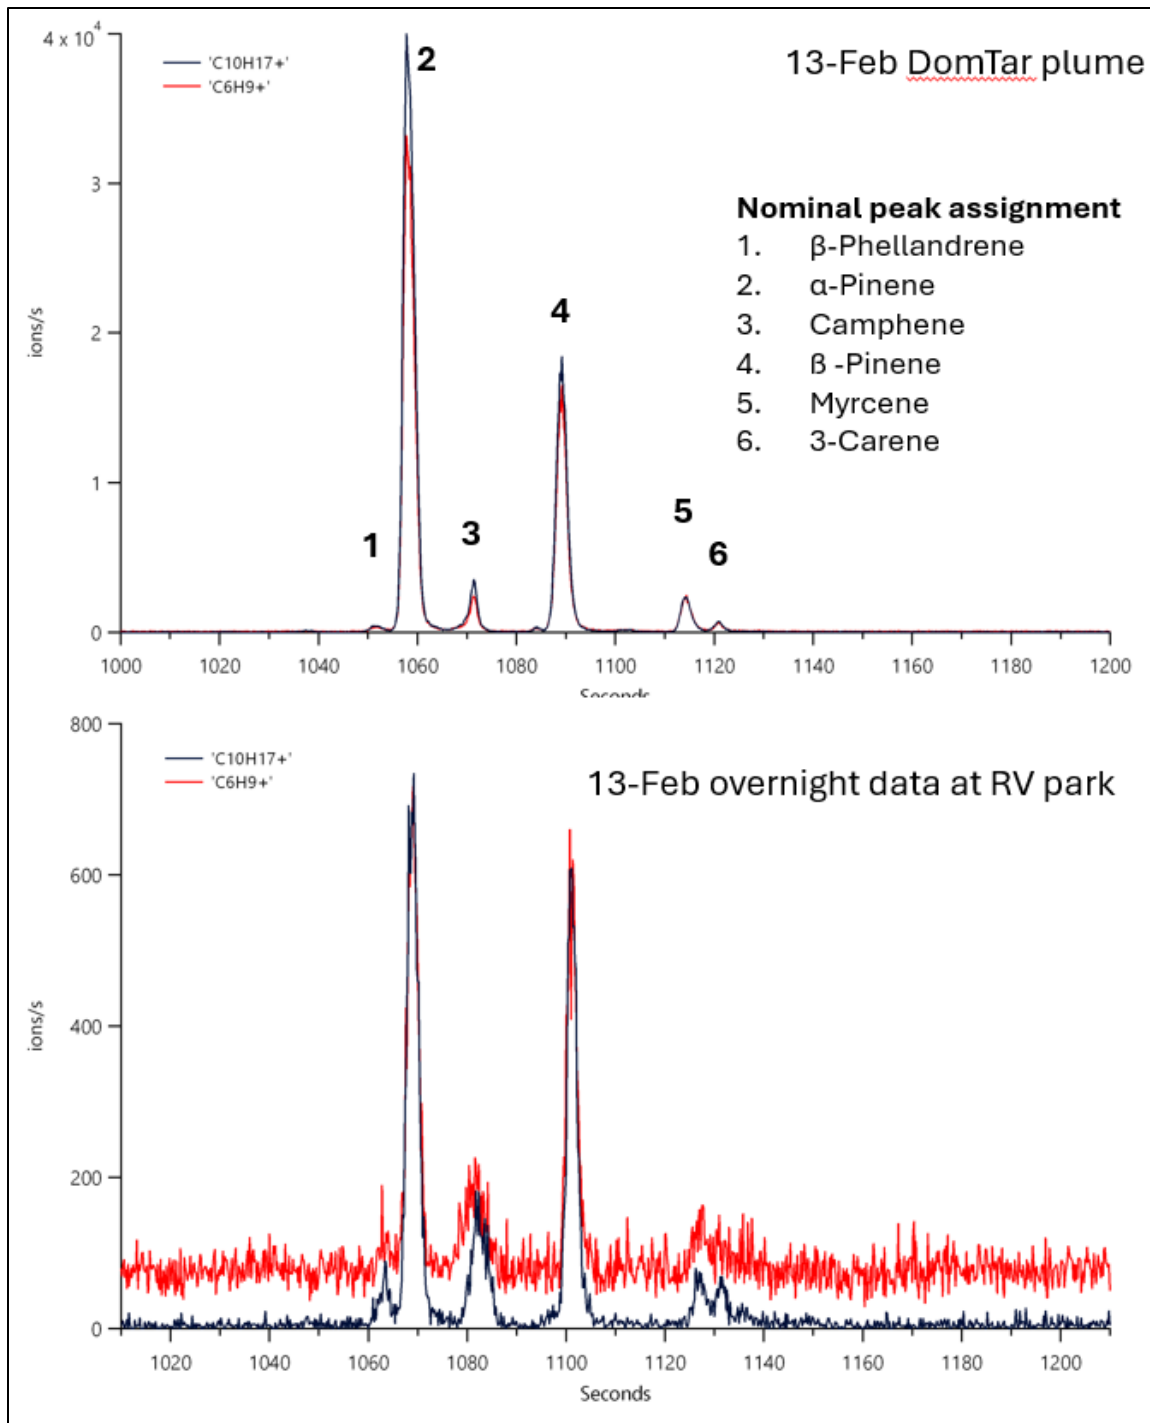 4 x 10⁴
'C10H17+'
'C6H9+'
2
13-Feb DomTar plume
3
Nominal peak assignment
1. β-Phellandrene
2. α-Pinene
3. Camphene
4. β -Pinene
5. Myrcene
6. 3-Carene
4
ions/s
2
1
5
1
3
6
0
1000 1020 1040 1060 1080 1100 1120 1140 1160 1180 1200
Seconds
800
'C10H17+'
'C6H9+'
13-Feb overnight data at RV park
600
ions/s
400
200
0
1020 1040 1060 1080 1100 1120 1140 1160 1180 1200
Seconds